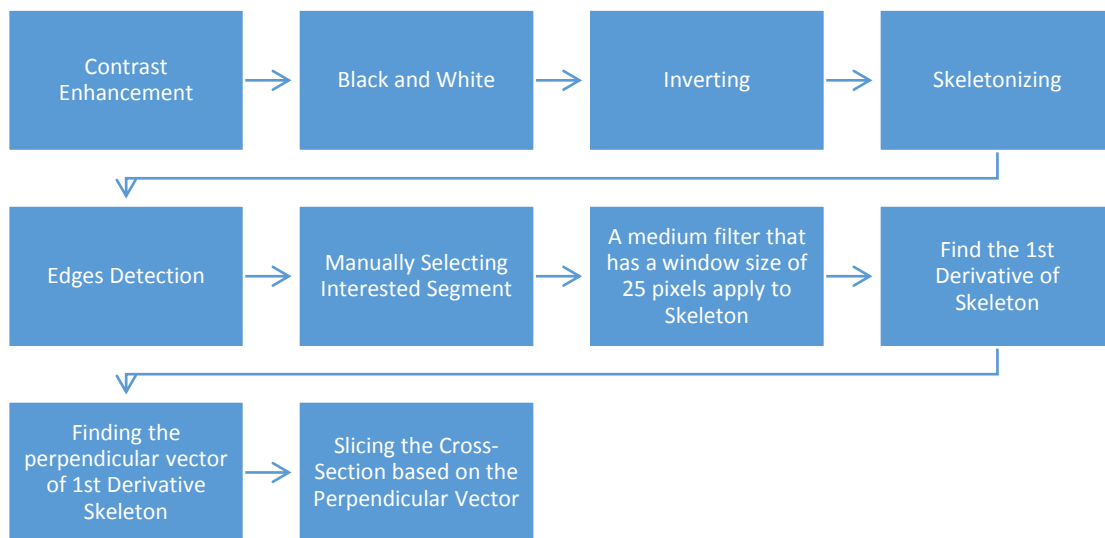 Contrast
Enhancement
Black and White
Inverting
Skeletonizing
Edges Detection
Manually Selecting
Interested Segment
A medium filter that
has a window size of
25 pixels apply to
Skeleton
Find the 1st
Derivative of
Skeleton
Finding the
perpendicular vector
of 1st Derivative
Skeleton
Slicing the Cross-
Section based on the
Perpendicular Vector